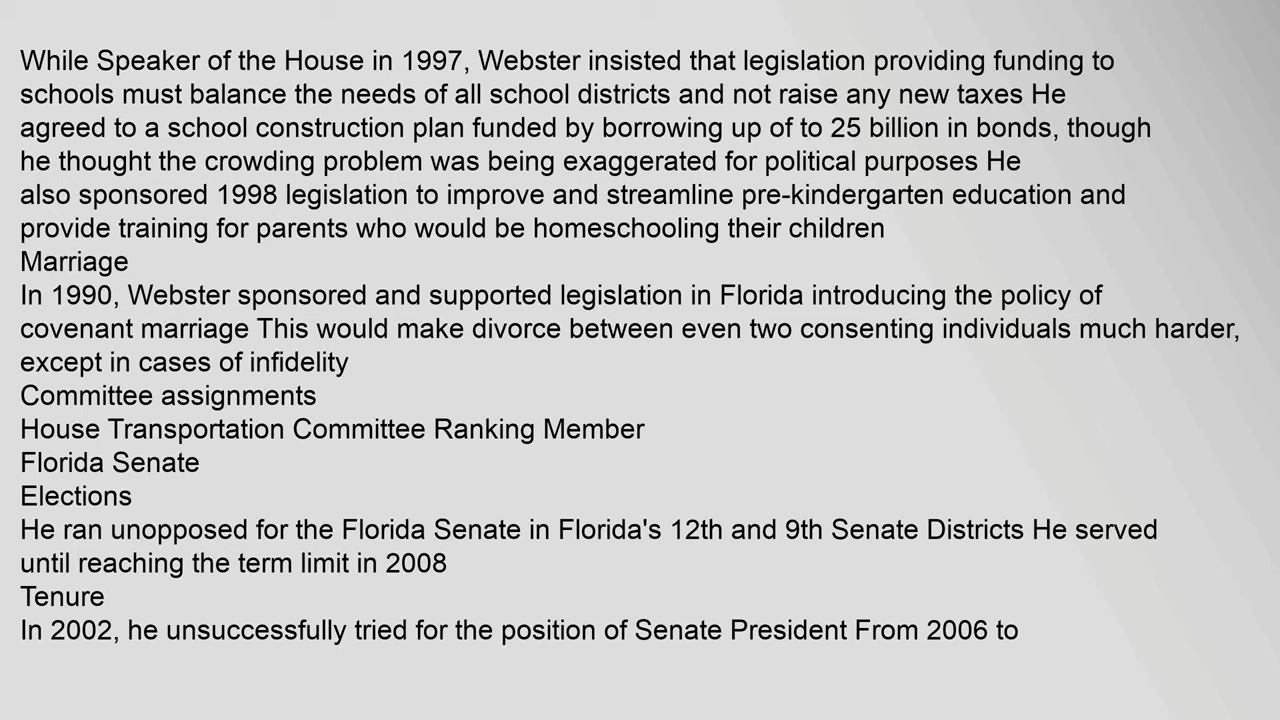 While Speaker of the House in 1997, Webster insisted that legislation providing funding to
schools must balance the needs of all school districts and not raise any new taxes He
agreed to a school construction plan funded by borrowing up of to 25 billion in bonds, though
he thought the crowding problem was being exaggerated for political purposes He
also sponsored 1998 legislation to improve and streamline pre-kindergarten education and
provide training for parents who would be homeschooling their children
Marriage
In 1990, Webster sponsored and supported legislation in Florida introducing the policy of
covenant marriage This would make divorce between even two consenting individuals much harder,
except in cases of infidelity
Committee assignments
House Transportation Committee Ranking Member
Florida Senate
Elections
He ran unopposed for the Florida Senate in Florida's 12th and 9th Senate Districts He served
until reaching the term limit in 2008
Tenure
In 2002, he unsuccessfully tried for the position of Senate President From 2006 to